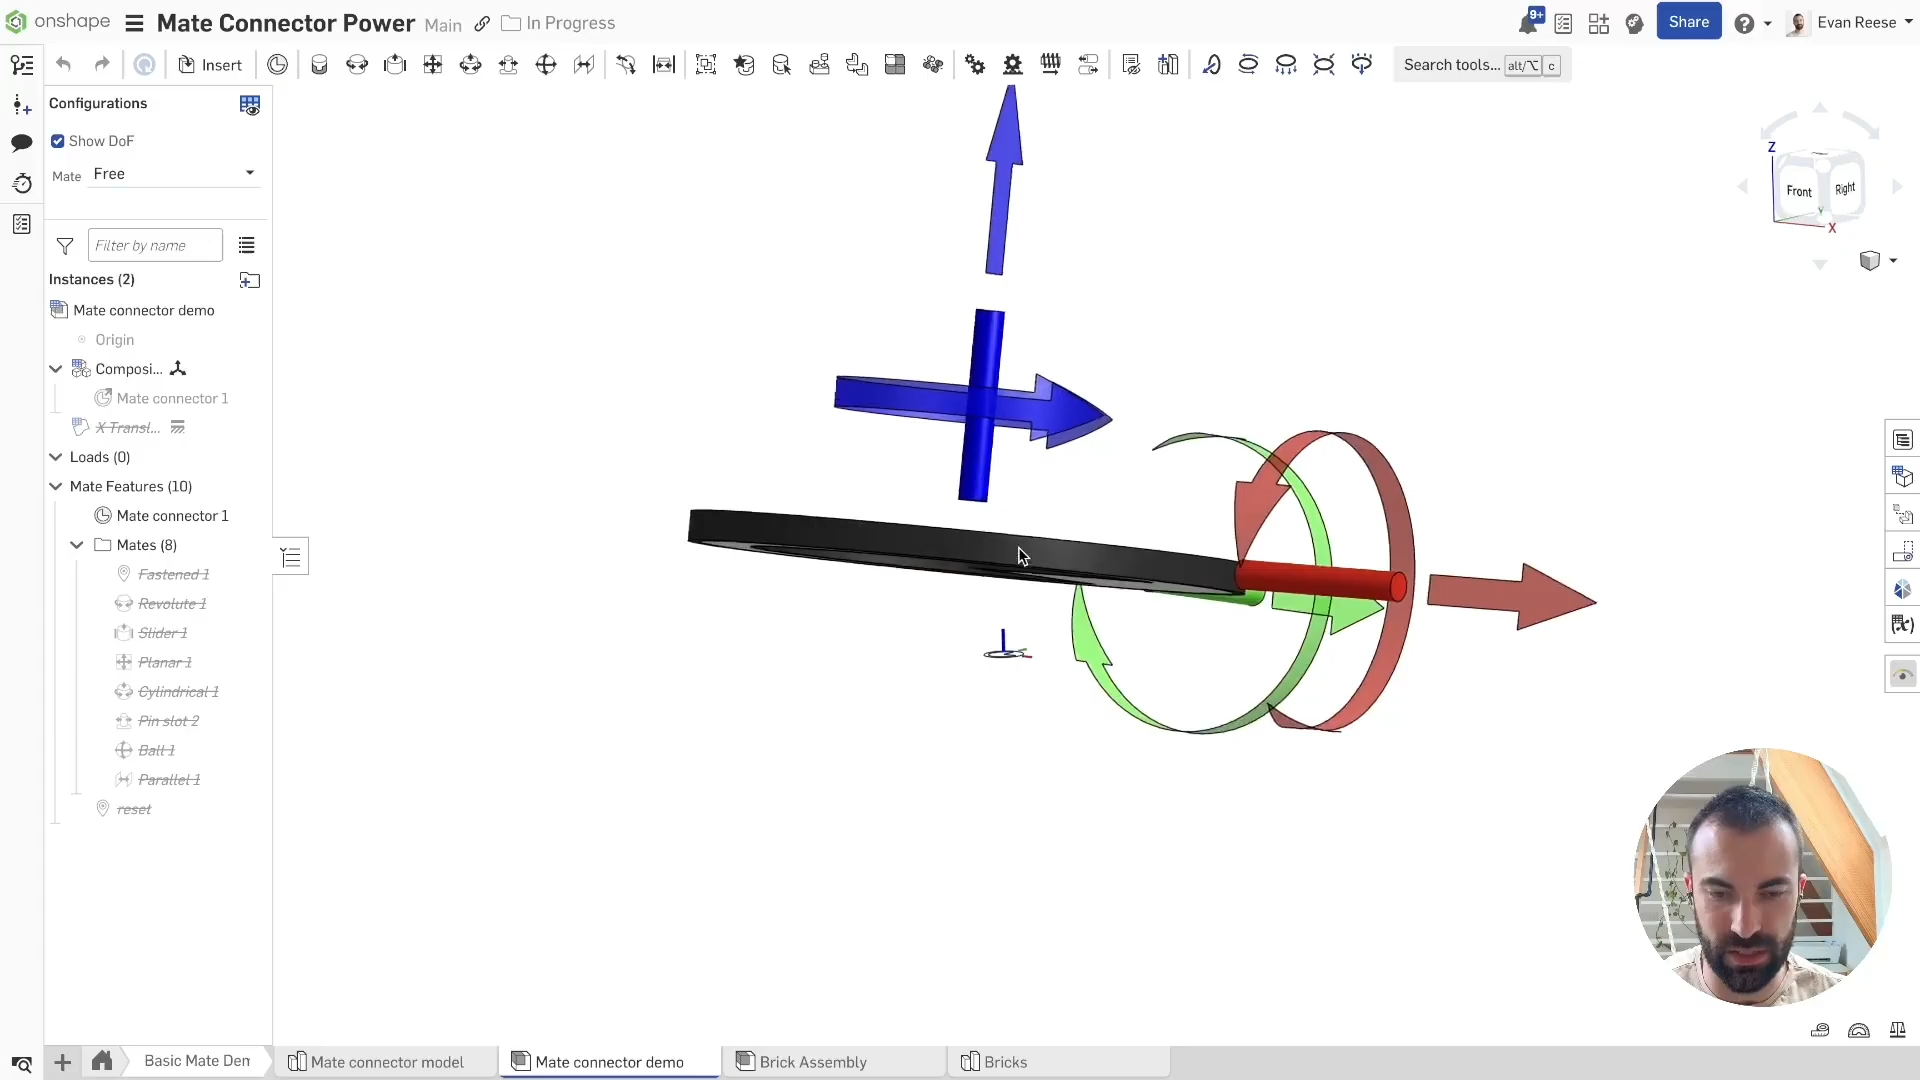 onshape
Mate Connector Power
Main
In Progress
9+
Share
Evan Reese
Insert
Search tools...
alt/⌥
c
Configurations
Show DoF
Mate
Free
Filter by name
Instances (2)
Mate connector demo
Origin
Composi...
Mate connector 1
X Transl...
Loads (0)
Mate Features (10)
Mate connector 1
Mates (8)
Fastened 1
Revolute 1
Slider 1
Planar 1
Cylindrical 1
Pin slot 2
Ball 1
Parallel 1
reset
Z
Front
Right
Y
X
Basic Mate Den
Mate connector model
Mate connector demo
Brick Assembly
Bricks